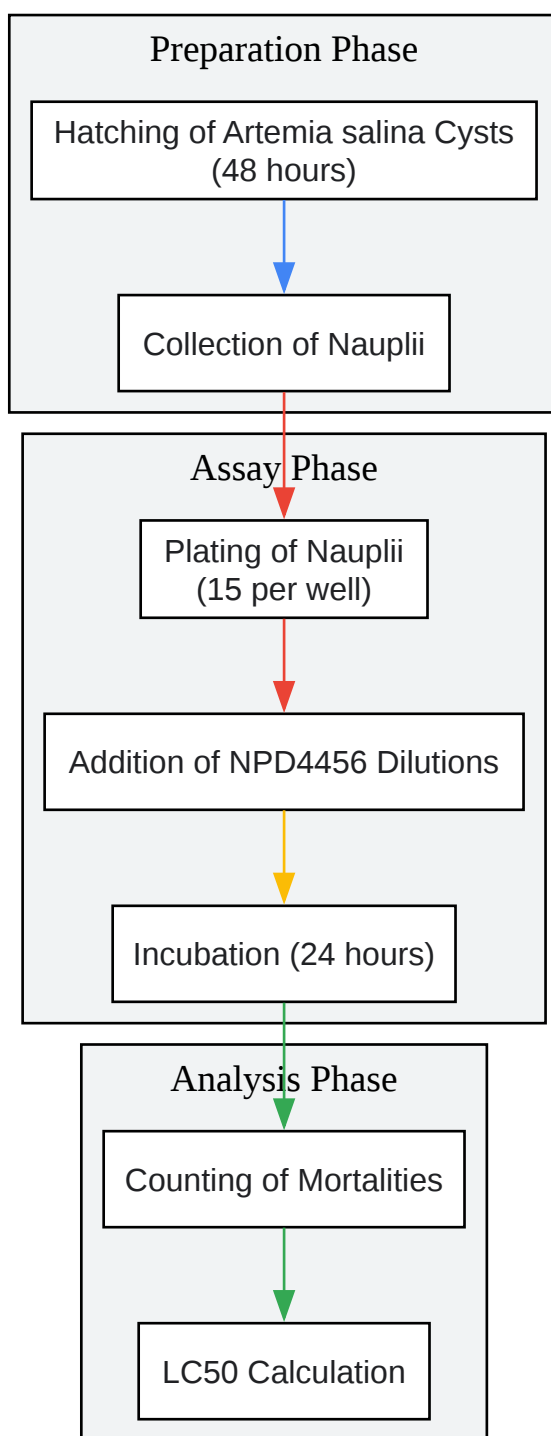 Preparation Phase
Hatching of Artemia salina Cysts
(48 hours)
Collection of Nauplii
Assay Phase
Plating of Nauplii
(15 per well)
Addition of NPD4456 Dilutions
Incubation (24 hours)
Analysis Phase
Counting of Mortalities
LC50 Calculation